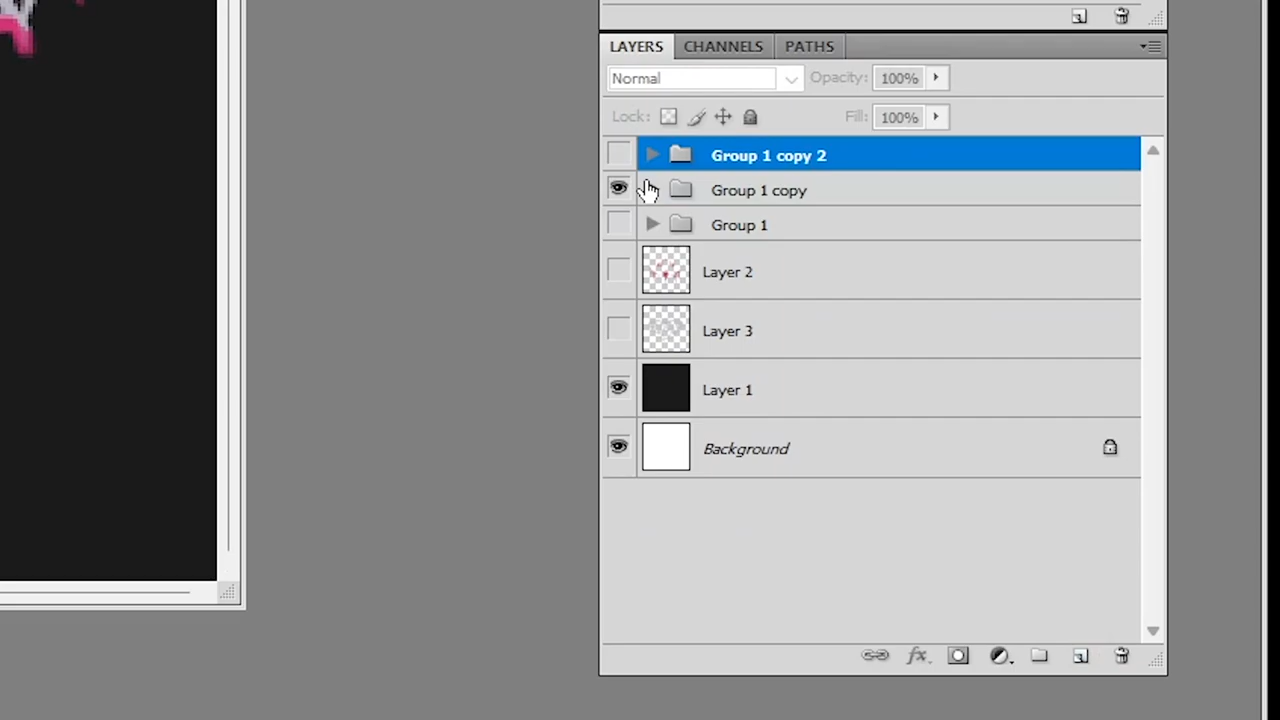 LAYERS CHANNELS PATHS
Normal Opacity: 100%
Lock: Fill: 100%
Group 1 copy 2
Group 1 copy
Group 1
Layer 2
Layer 3
Layer 1
Background
fx.